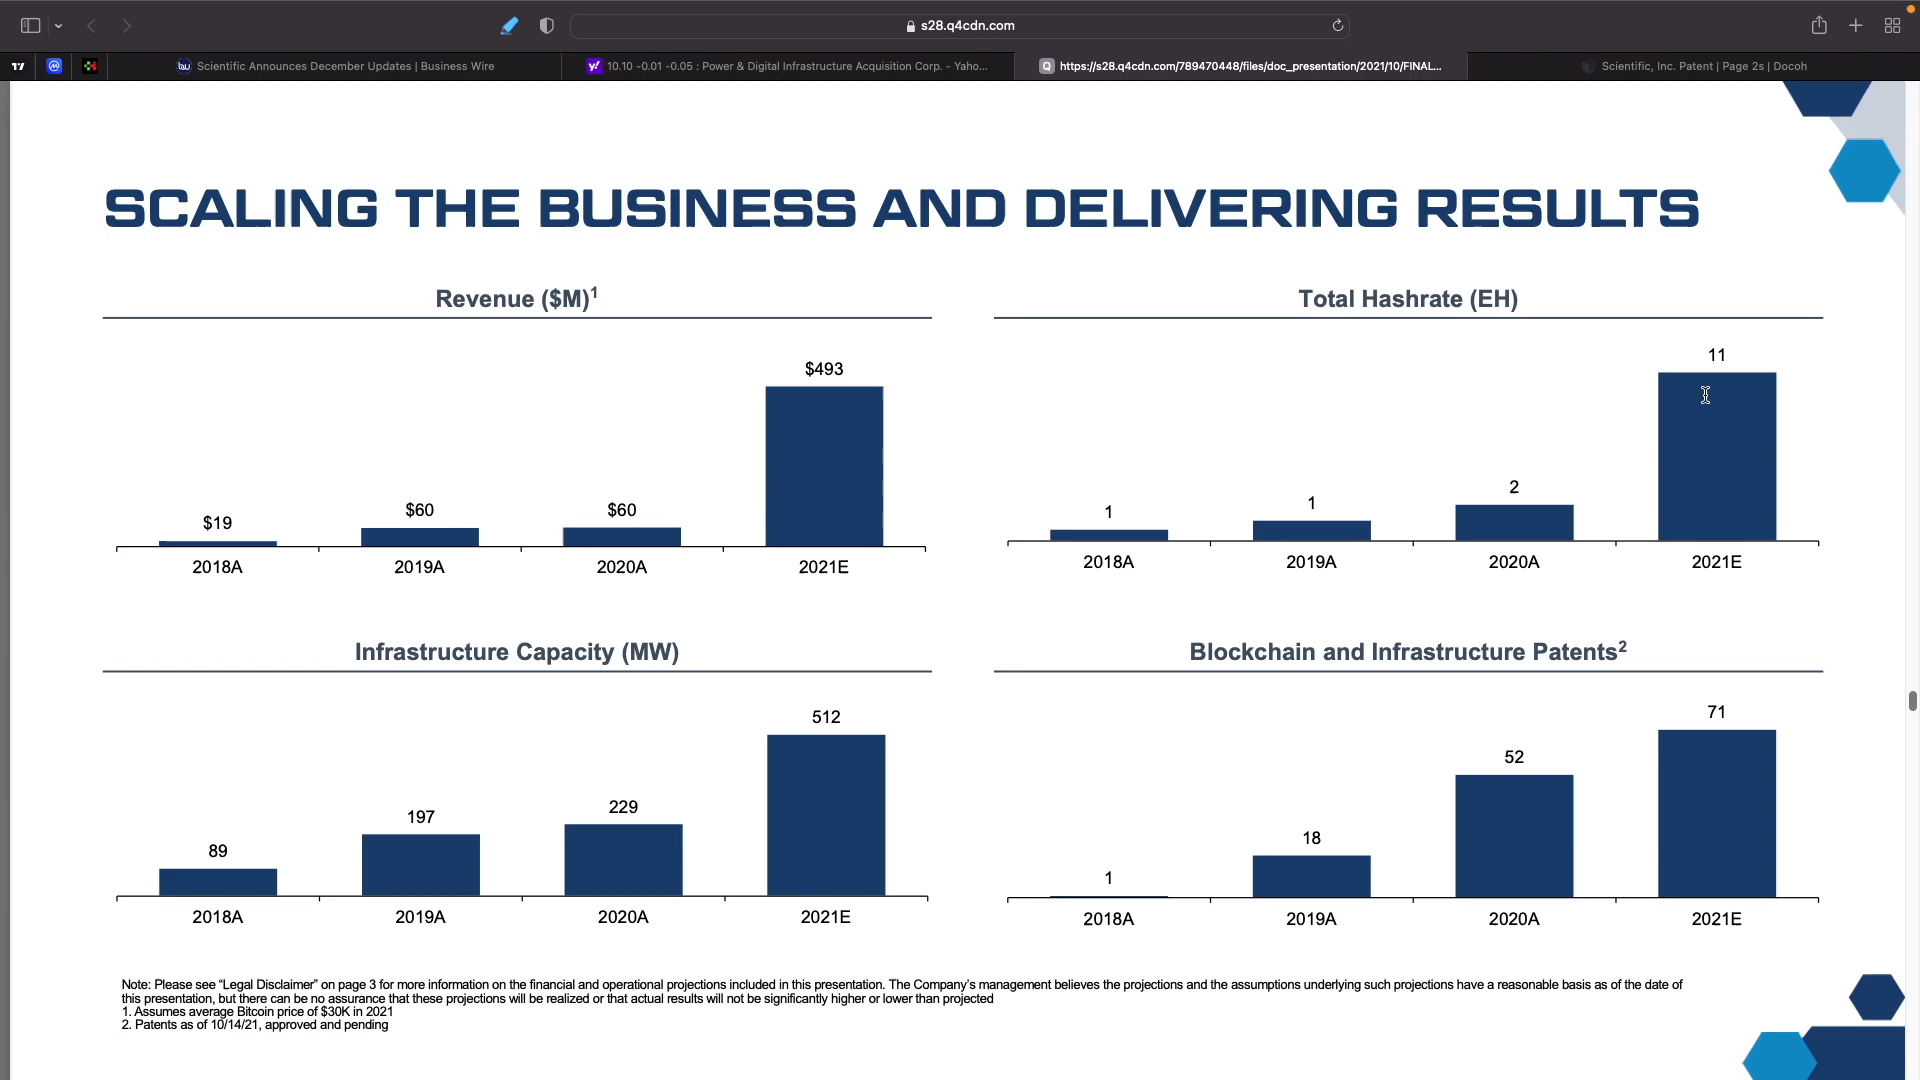 s28.q4cdn.com
Scientific Announces December Updates | Business Wire
10.10 -0.01 -0.05 : Power & Digital Infrastructure Acquisition Corp. - Yaho...
https://s28.q4cdn.com/789470448/files/doc_presentation/2021/10/FINAL...
Scientific, Inc. Patent | Page 2s | Docoh
SCALING THE BUSINESS AND DELIVERING RESULTS
Revenue ($M)1
$19
$60
$60
$493
2018A
2019A
2020A
2021E
Total Hashrate (EH)
1
1
2
11
2018A
2019A
2020A
2021E
Infrastructure Capacity (MW)
89
197
229
512
2018A
2019A
2020A
2021E
Blockchain and Infrastructure Patents2
1
18
52
71
2018A
2019A
2020A
2021E
Note: Please see “Legal Disclaimer” on page 3 for more information on the financial and operational projections included in this presentation. The Company’s management believes the projections and the assumptions underlying such projections have a reasonable basis as of the date of
this presentation, but there can be no assurance that these projections will be realized or that actual results will not be significantly higher or lower than projected
1. Assumes average Bitcoin price of $30K in 2021
2. Patents as of 10/14/21, approved and pending